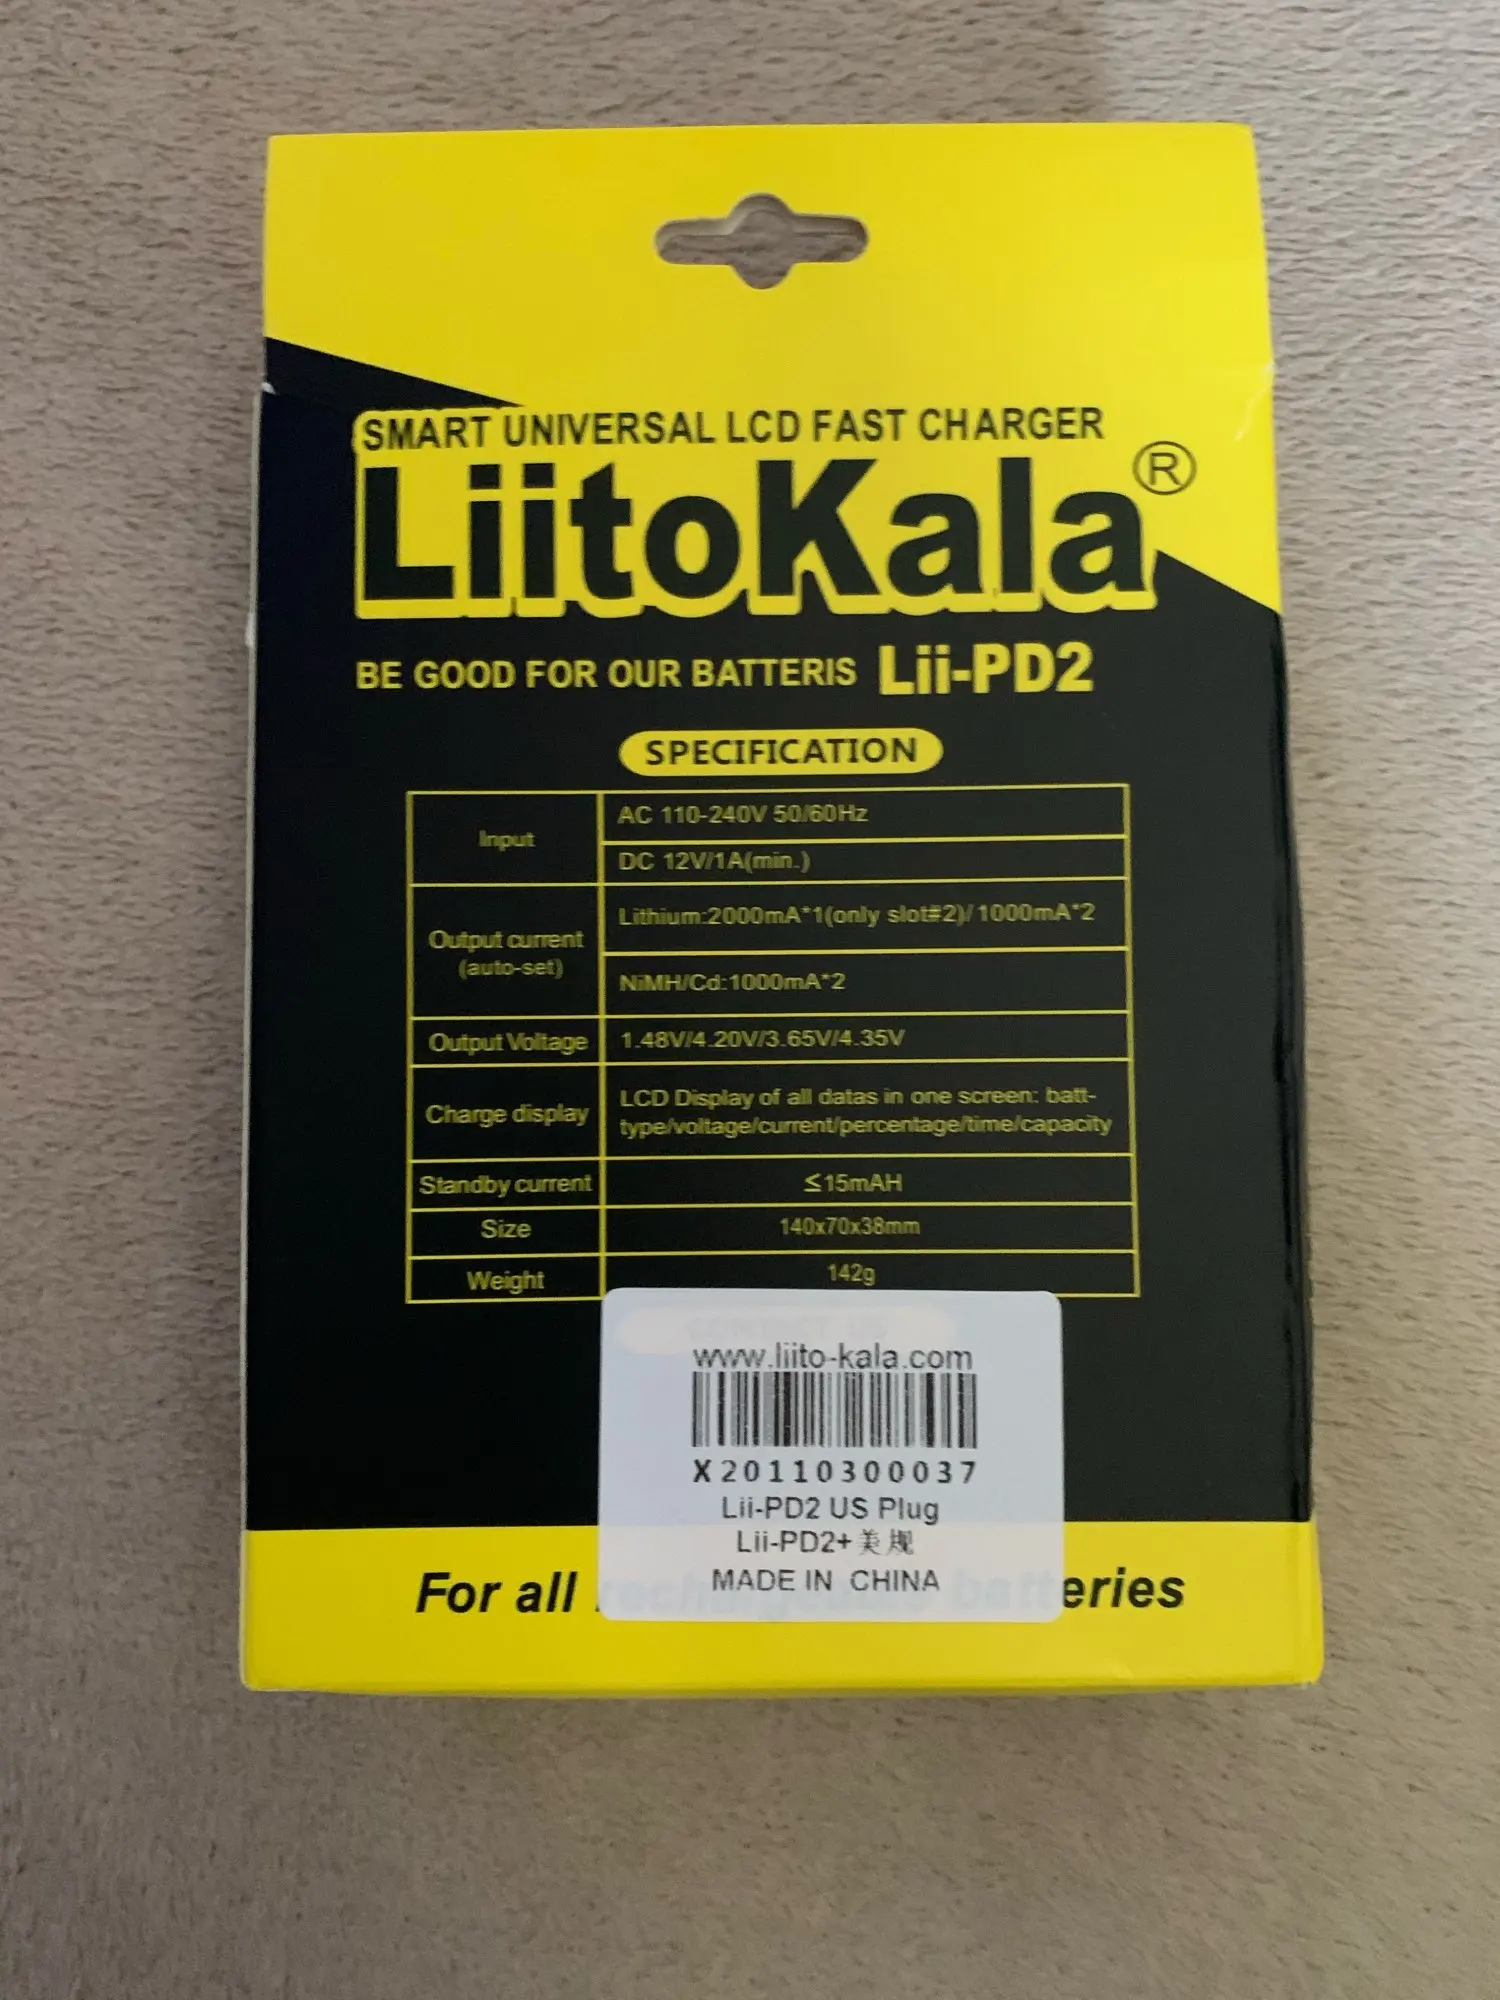 SMART UNIVERSAL LCD FAST CHARGER
LiitoKala®
BE GOOD FOR OUR BATTERIS Lii-PD2
SPECIFICATION
Input
AC 110-240V 50/60Hz
DC 12V/1A(min.)
Output current
(auto-set)
Lithium:2000mA*1(only slot#2)/ 1000mA*2
NiMH/Cd:1000mA*2
Output Voltage
1.48V/4.20V/3.65V/4.35V
Charge display
LCD Display of all datas in one screen: batt-
type/voltage/current/percentage/time/capacity
Standby current
≤15mAH
Size
140x70x38mm
Weight
142g
CONTACT US
www.liito-kala.com
X20110300037
Lii-PD2 US Plug
Lii-PD2+美规
MADE IN CHINA
For all rechargeable batteries